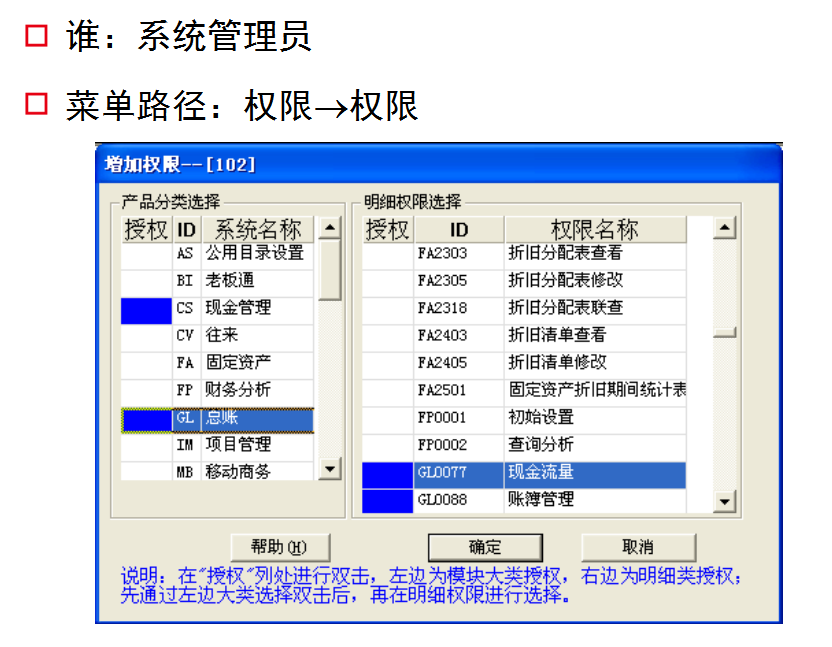 谁：系统管理员
菜单路径：权限→权限
增加权限--[102]
产品分类选择
授权 ID 系统名称
AS 公用目录设置
BI 老板通
CS 现金管理
CV 往来
FA 固定资产
FP 财务分析
GL 总账
IM 项目管理
MB 移动商务
明细权限选择
授权 ID 权限名称
FA2303 折旧分配表查看
FA2305 折旧分配表修改
FA2318 折旧分配表联查
FA2403 折旧清单查看
FA2405 折旧清单修改
FA2501 固定资产折旧期间统计表
FP0001 初始设置
FP0002 查询分析
GL0077 现金流量
GL0088 账簿管理
帮助(H) 确定 取消
说明：在"授权"列处进行双击，左边为模块大类授权，右边为明细类授权；
先通过左边大类选择双击后，再在明细权限进行选择。